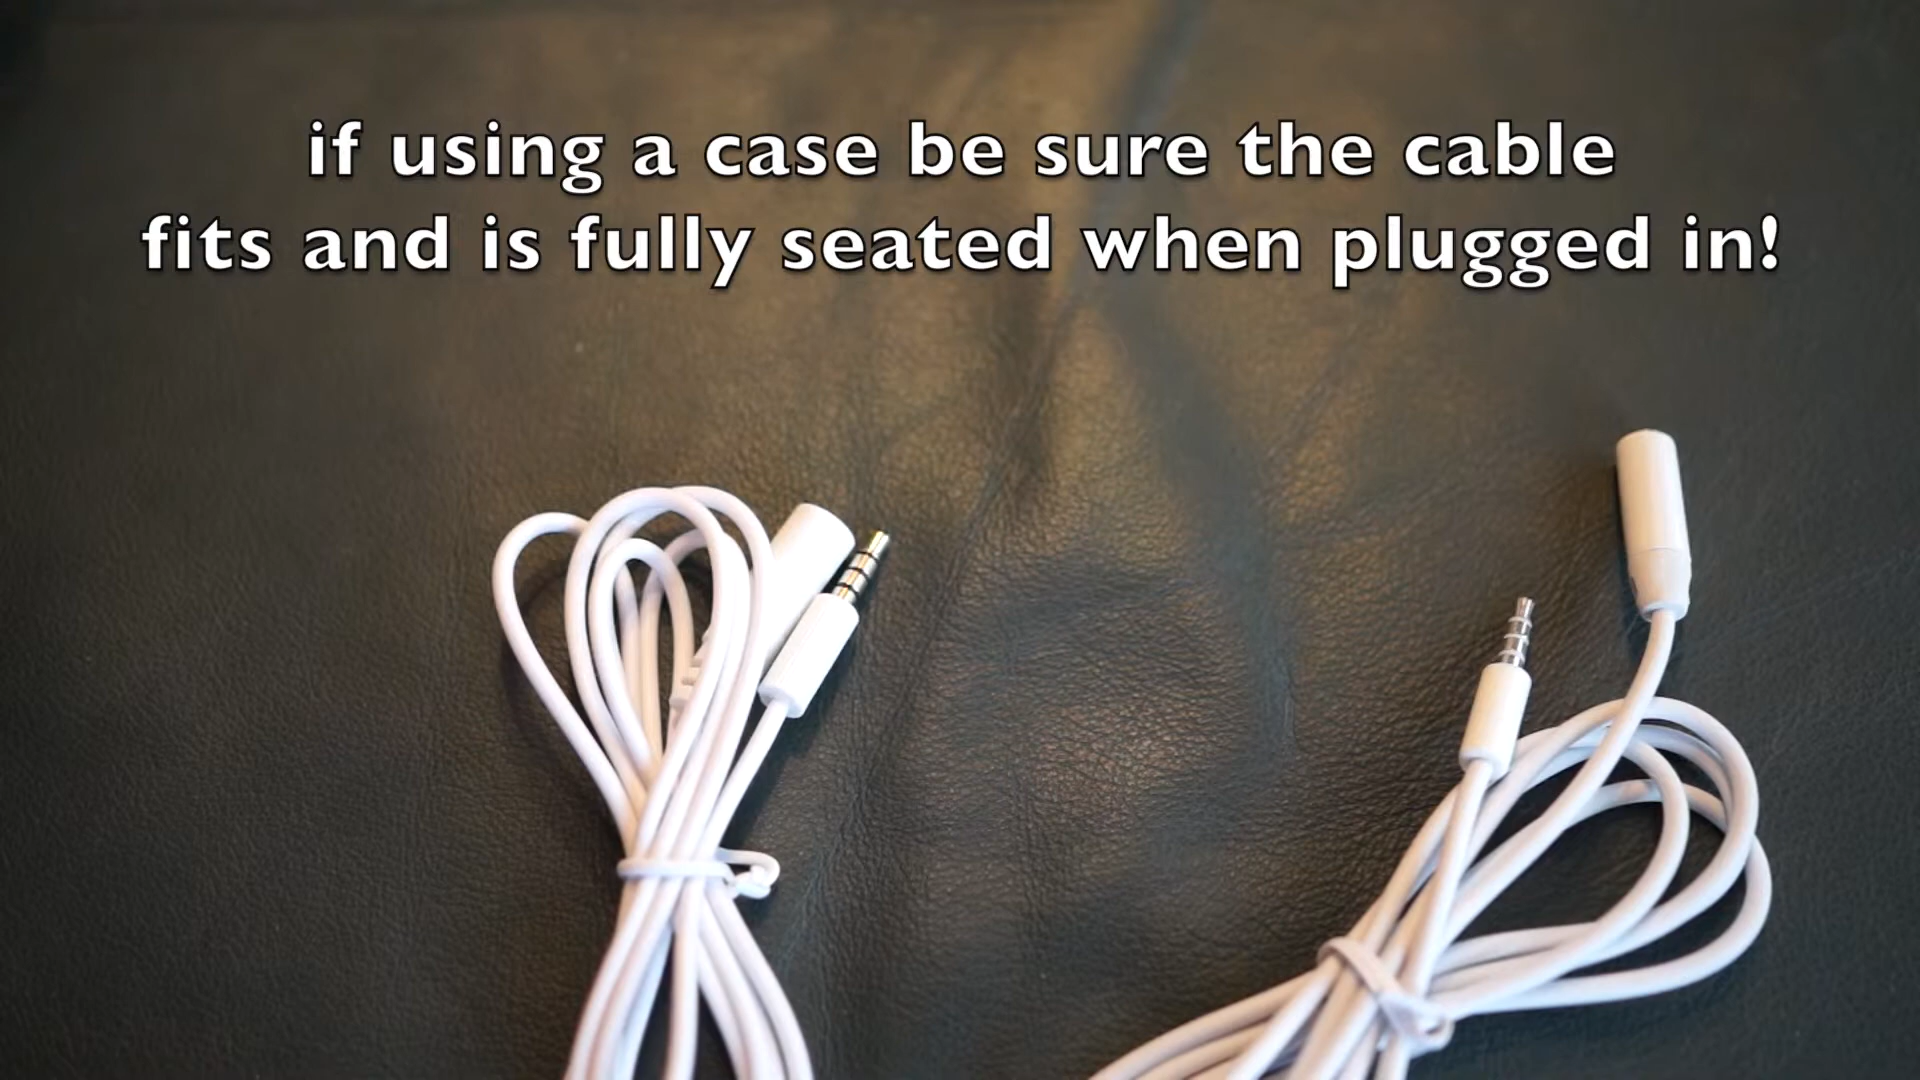 if using a case be sure the cable
fits and is fully seated when plugged in!